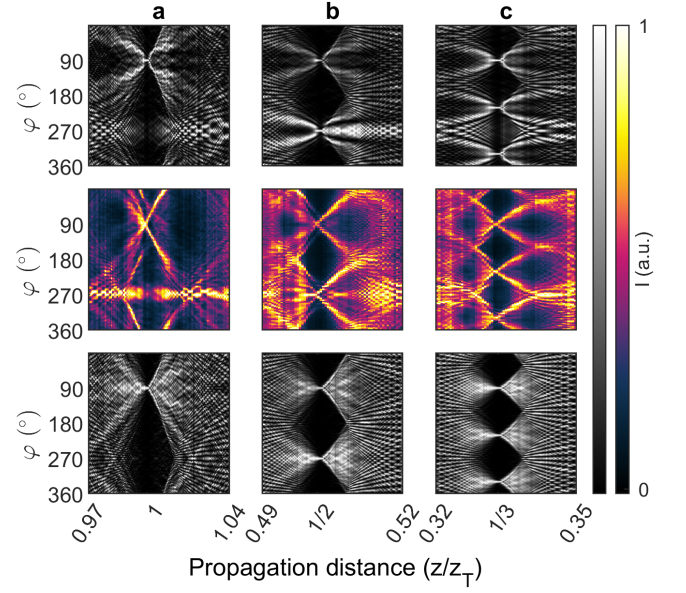 a b c
1
90
180
270
360
φ (°)
90
180
270
360
φ (°)
I (a.u.)
90
180
270
360
φ (°)
0
0.97 1 1.04 0.49 1/2 0.52 0.32 1/3 0.35
Propagation distance (z/z_T)